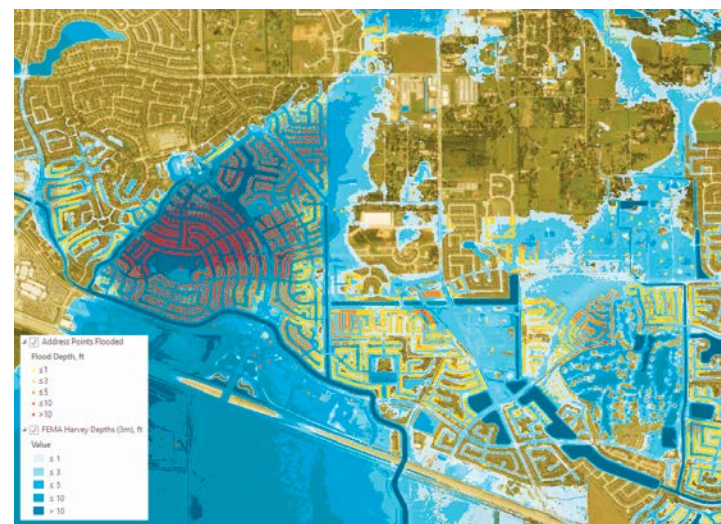 Address Points Flooded
Flood Depth, ft
≤1
≤3
≤5
≤10
>10
FEMA Harvey Depths (3m), ft
Value
≤ 1
≤ 3
≤ 5
≤ 10
> 10